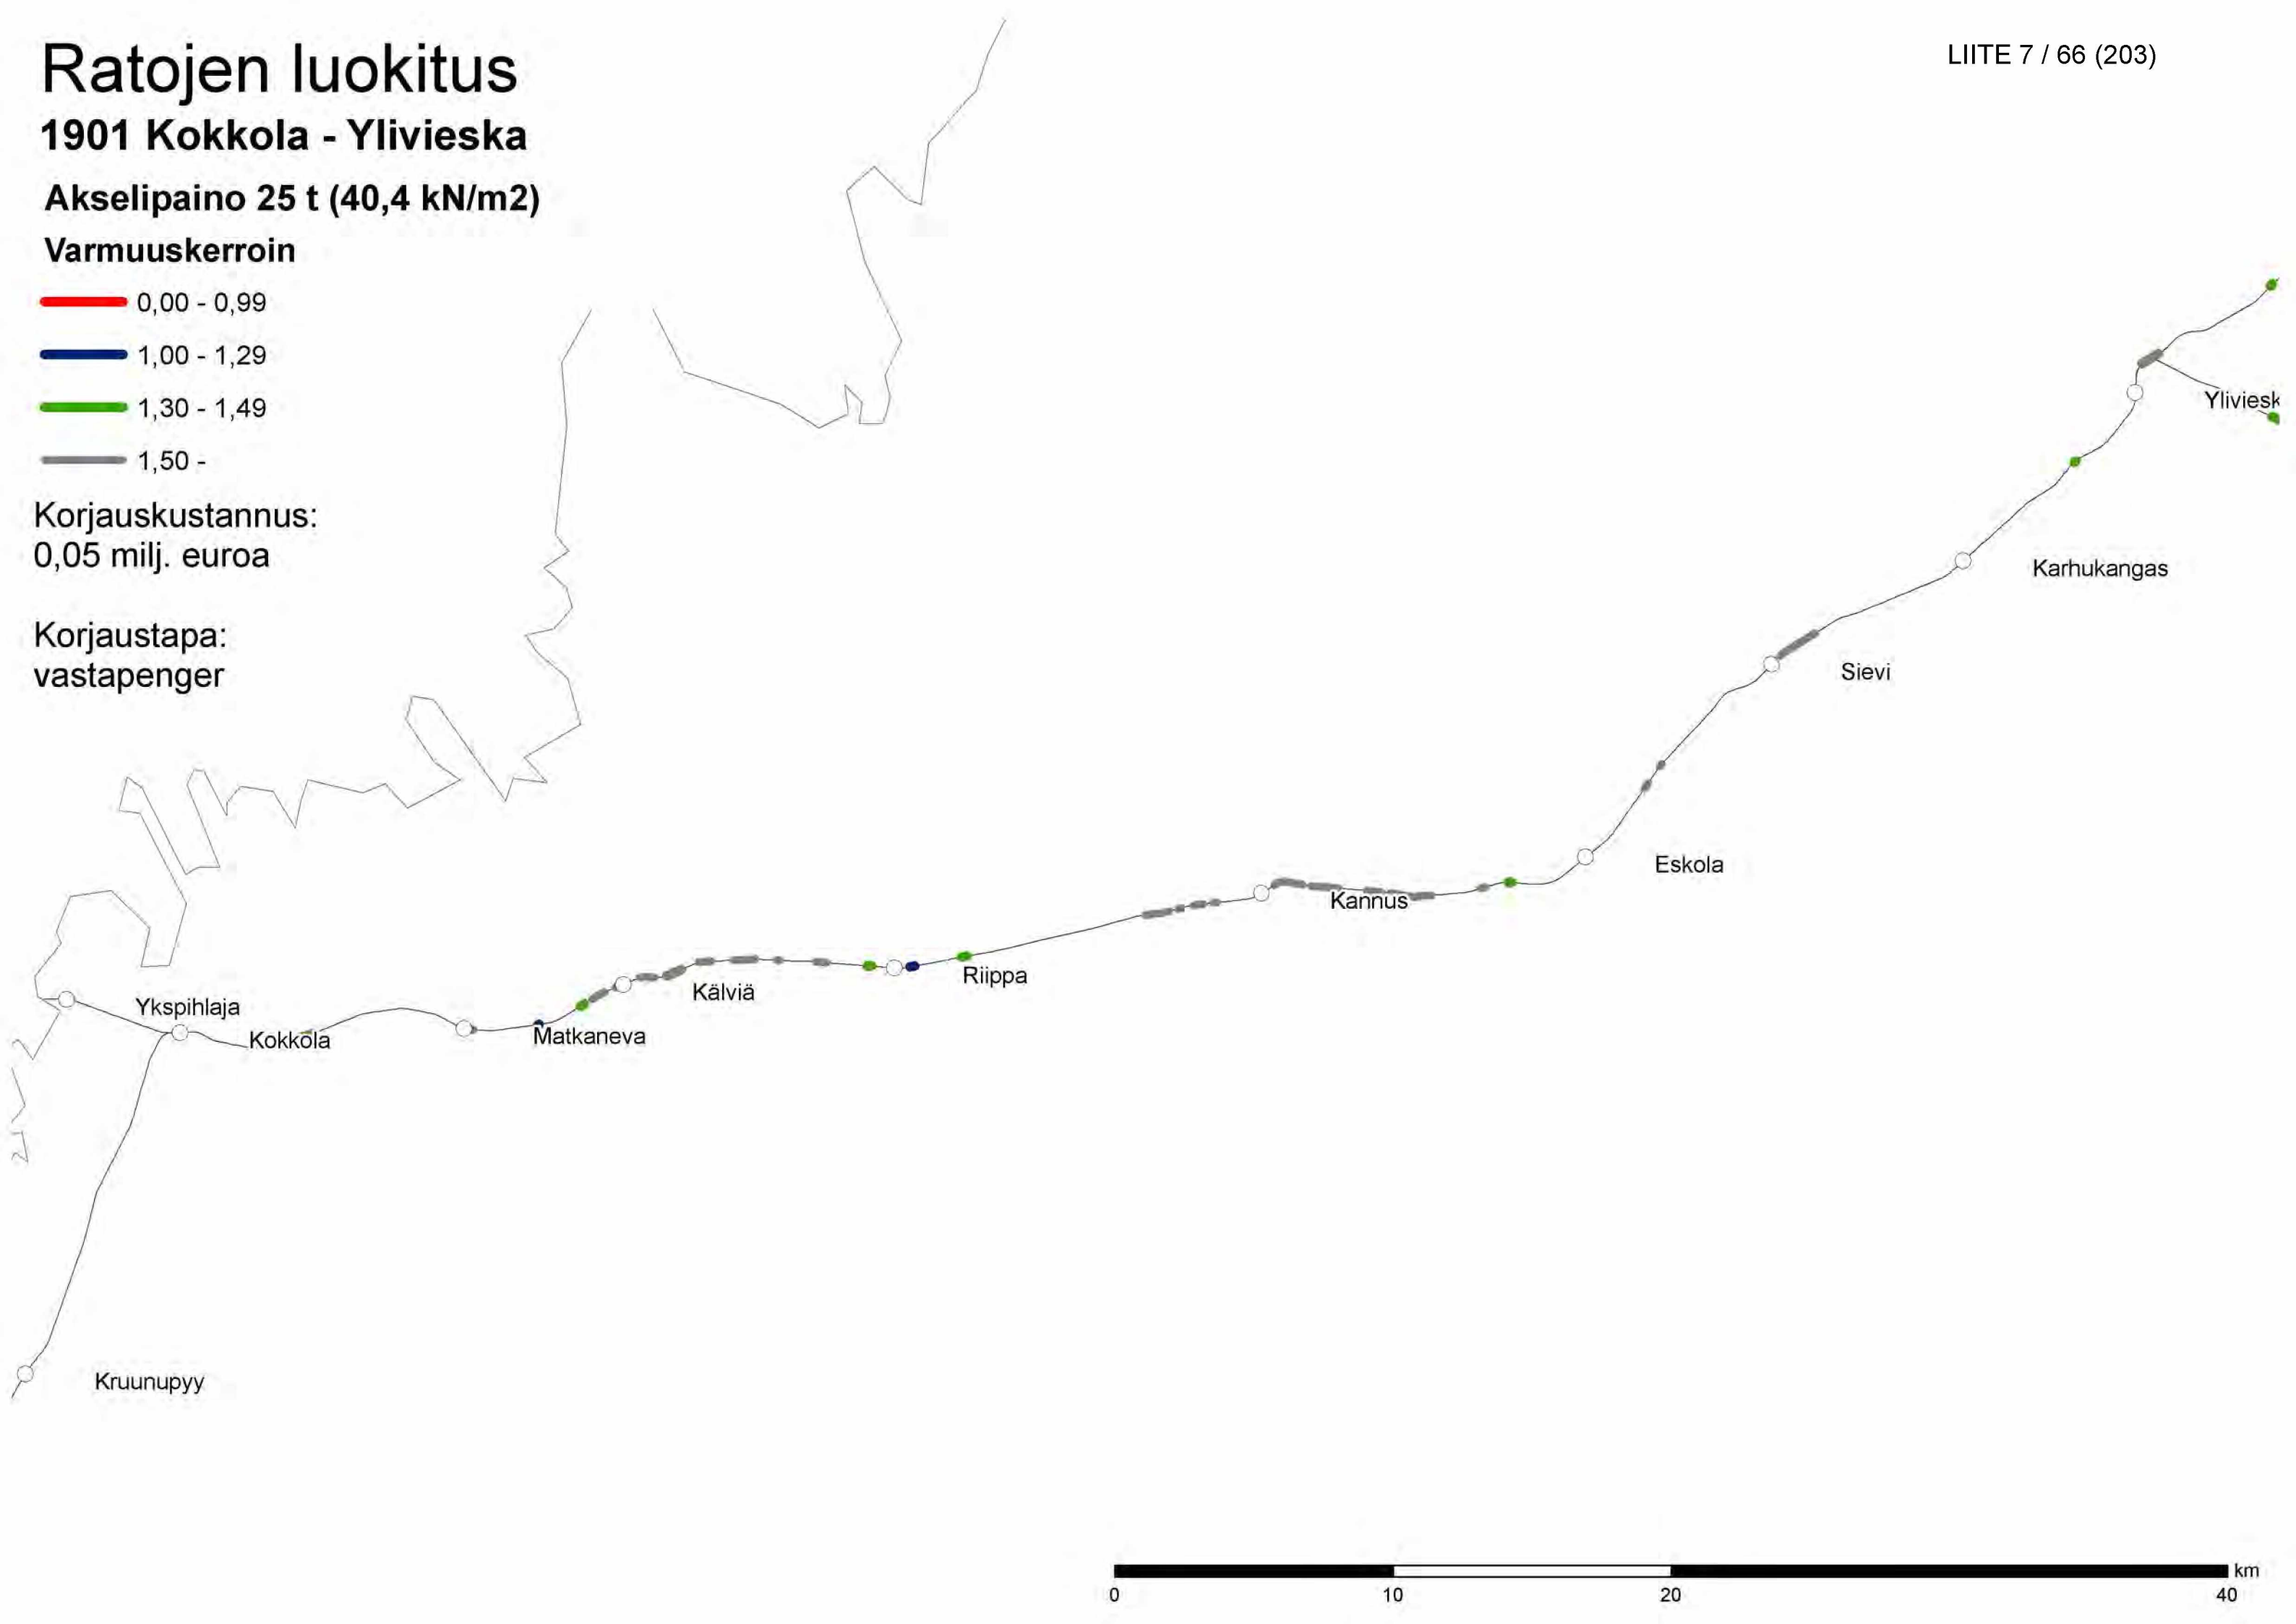 Ratojen luokitus
LIITE 7 / 66 (203)
1901 Kokkola - Ylivieska
Akselipaino 25 t (40,4 kN/m2)
Varmuuskerroin
0,00 - 0,99
1,00 - 1,29
1,30 - 1,49
1,50 -
Korjauskustannus:
0,05 milj. euroa
Korjaustapa:
vastapenger
Yliviesk
Karhukangas
Sievi
Eskola
Kannus
Riippa
Kälviä
Ykspihlaja
Kokkola
Matkaneva
Kruunupyy
km
0
10
20
40